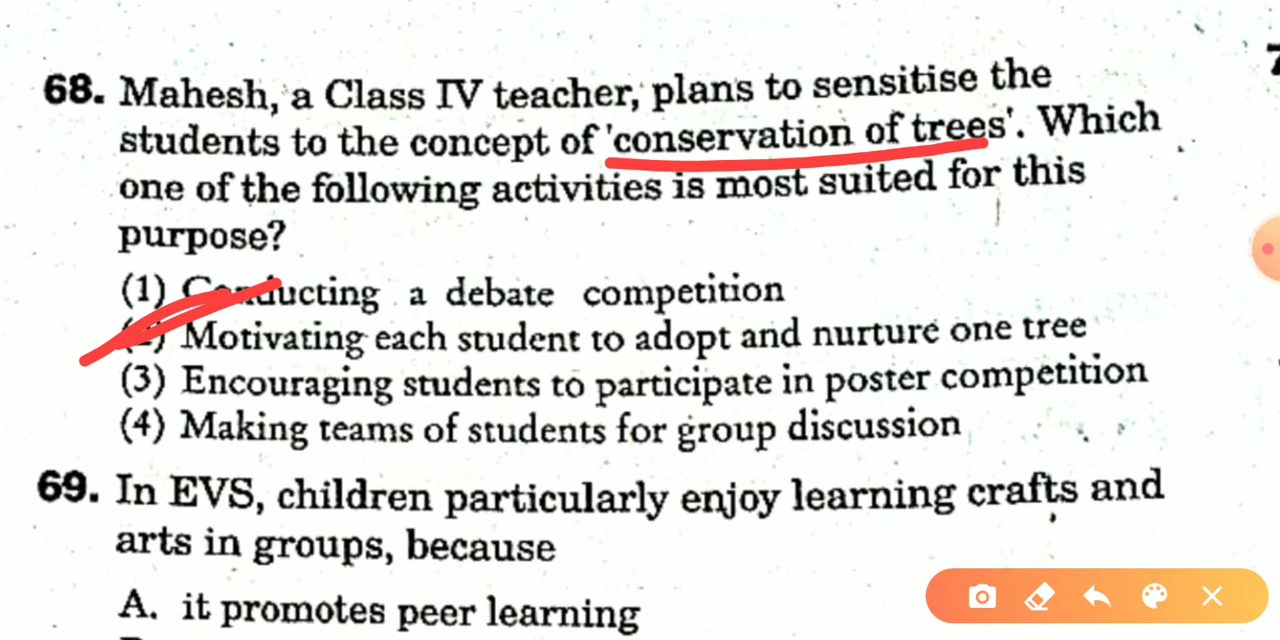 68. Mahesh, a Class IV teacher, plans to sensitise the
students to the concept of 'conservation of trees'. Which
one of the following activities is most suited for this
purpose?
(1) Conducting a debate competition
(2) Motivating each student to adopt and nurture one tree
(3) Encouraging students to participate in poster competition
(4) Making teams of students for group discussion
69. In EVS, children particularly enjoy learning crafts and
arts in groups, because
A. it promotes peer learning